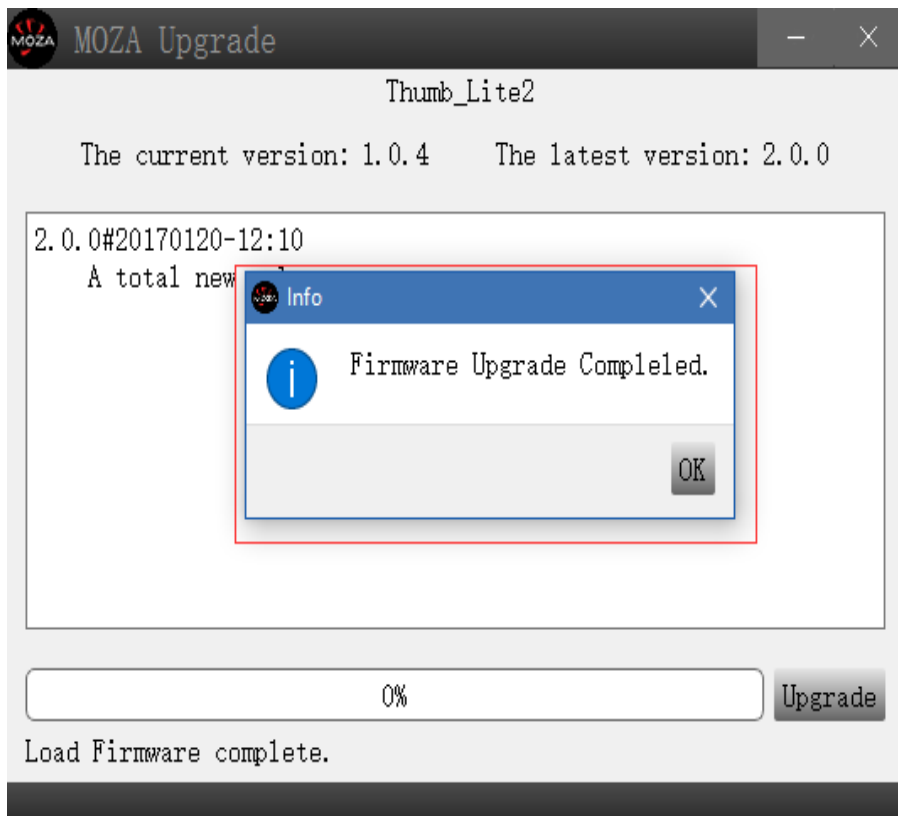 MOZA
MOZA Upgrade
Thumb_Lite2
The current version: 1.0.4 The latest version: 2.0.0
2.0.0#20170120-12:10
A total new
Info
Firmware Upgrade Compleled.
OK
0%
Upgrade
Load Firmware complete.